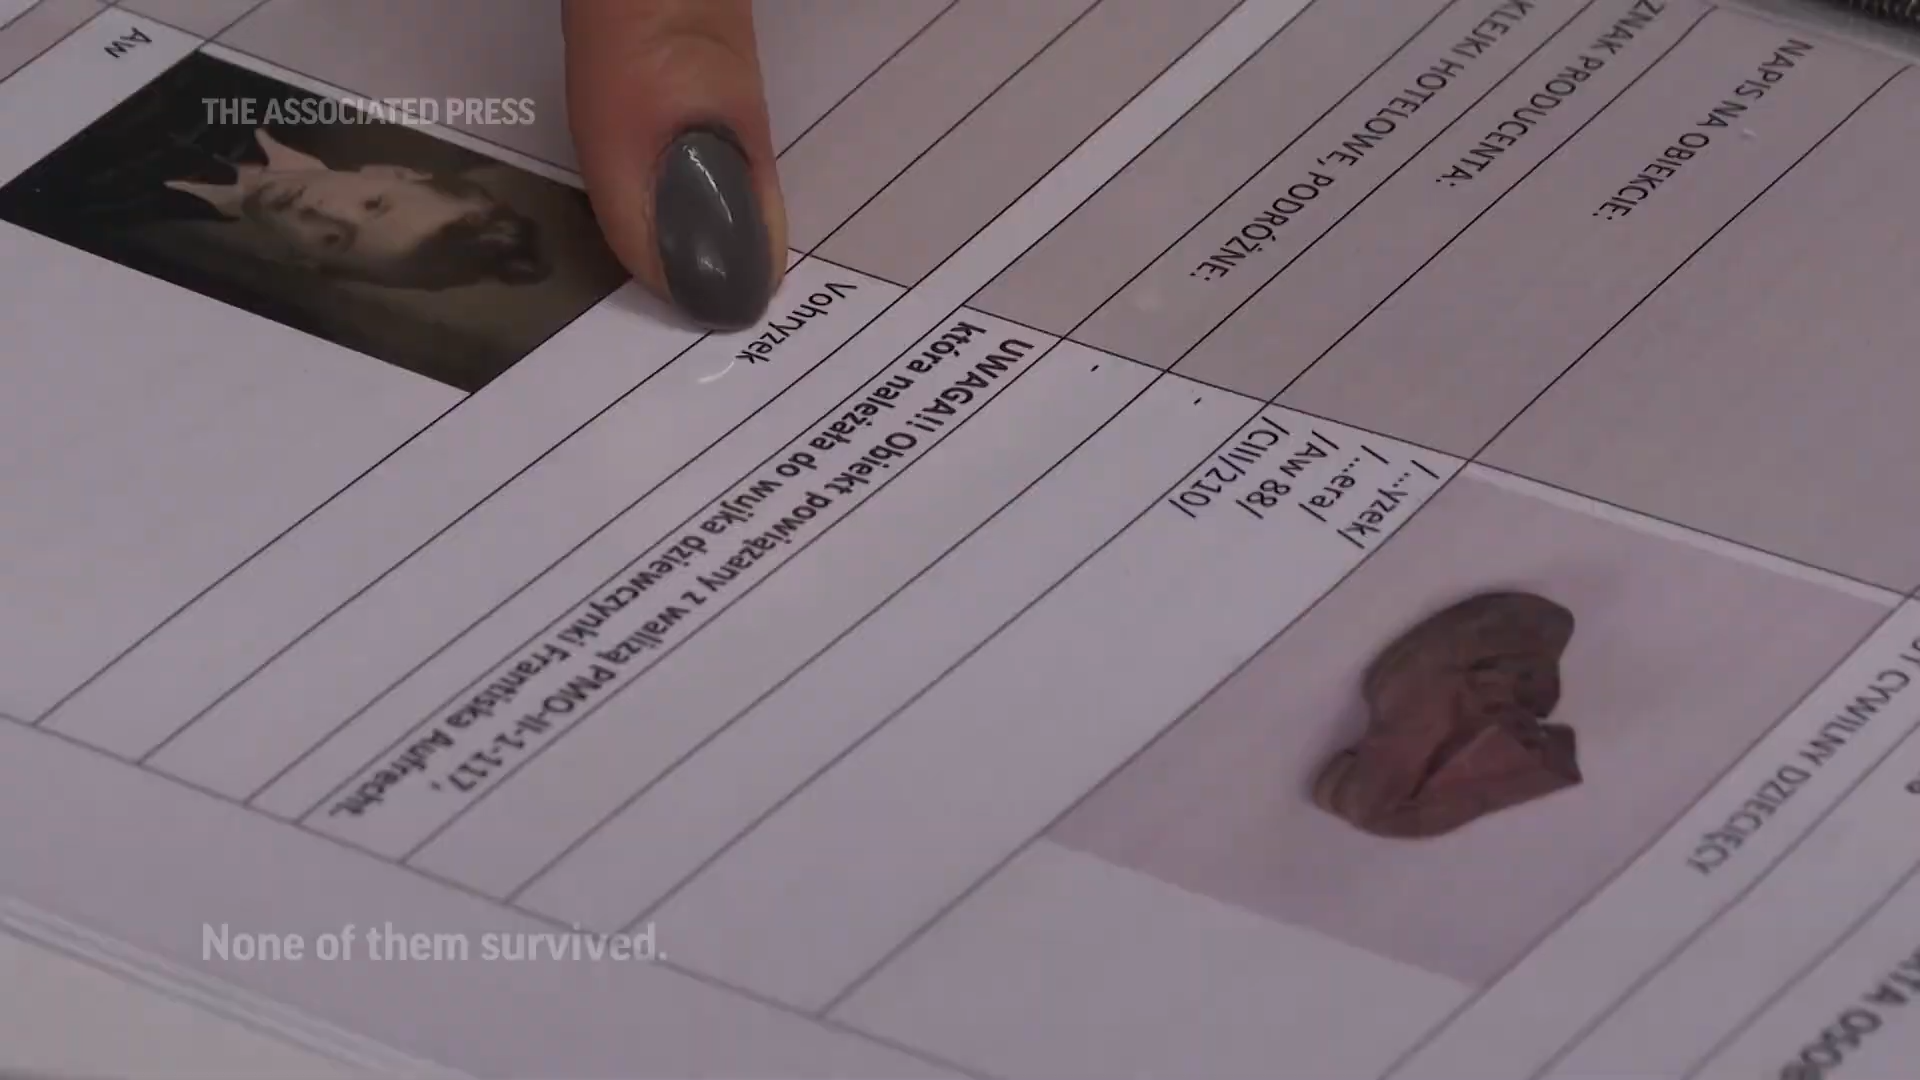 THE ASSOCIATED PRESS
Aw
Vohryzek
UWAGA!! Obiekt powiązany z walizą PMO-II-1-117,
która należała do wujka dziewczynki Frantiska Aufrecht.
KLEJKI HOTELOWE, PODRÓŻNE:
ZNAK PRODUCENTA:
NAPIS NA OBIEKCIE:
-
-
/...yzek/
/...era/
/Aw 88/
/CIII/210/
CYWILNY DZIECIĘCY
None of them survived.